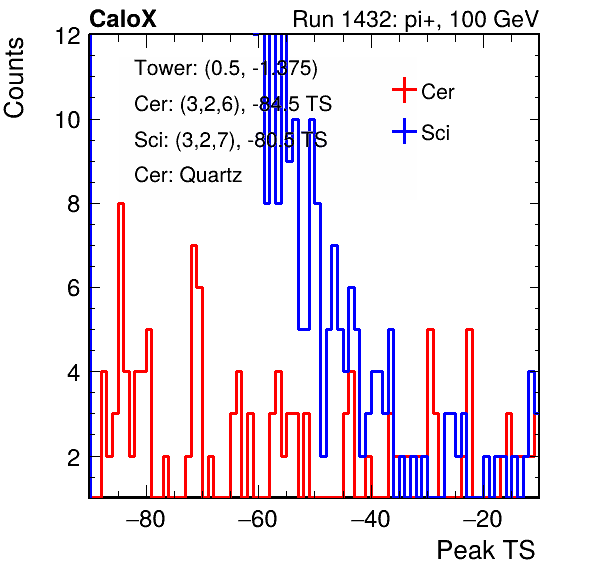 CaloX
Run 1432: pi+, 100 GeV
Counts
12
10
8
6
4
2
Tower: (0.5, -1.375)
Cer: (3,2,6), -84.5 TS
Sci: (3,2,7), -80.5 TS
Cer: Quartz
Cer
Sci
−80
−60
−40
−20
Peak TS